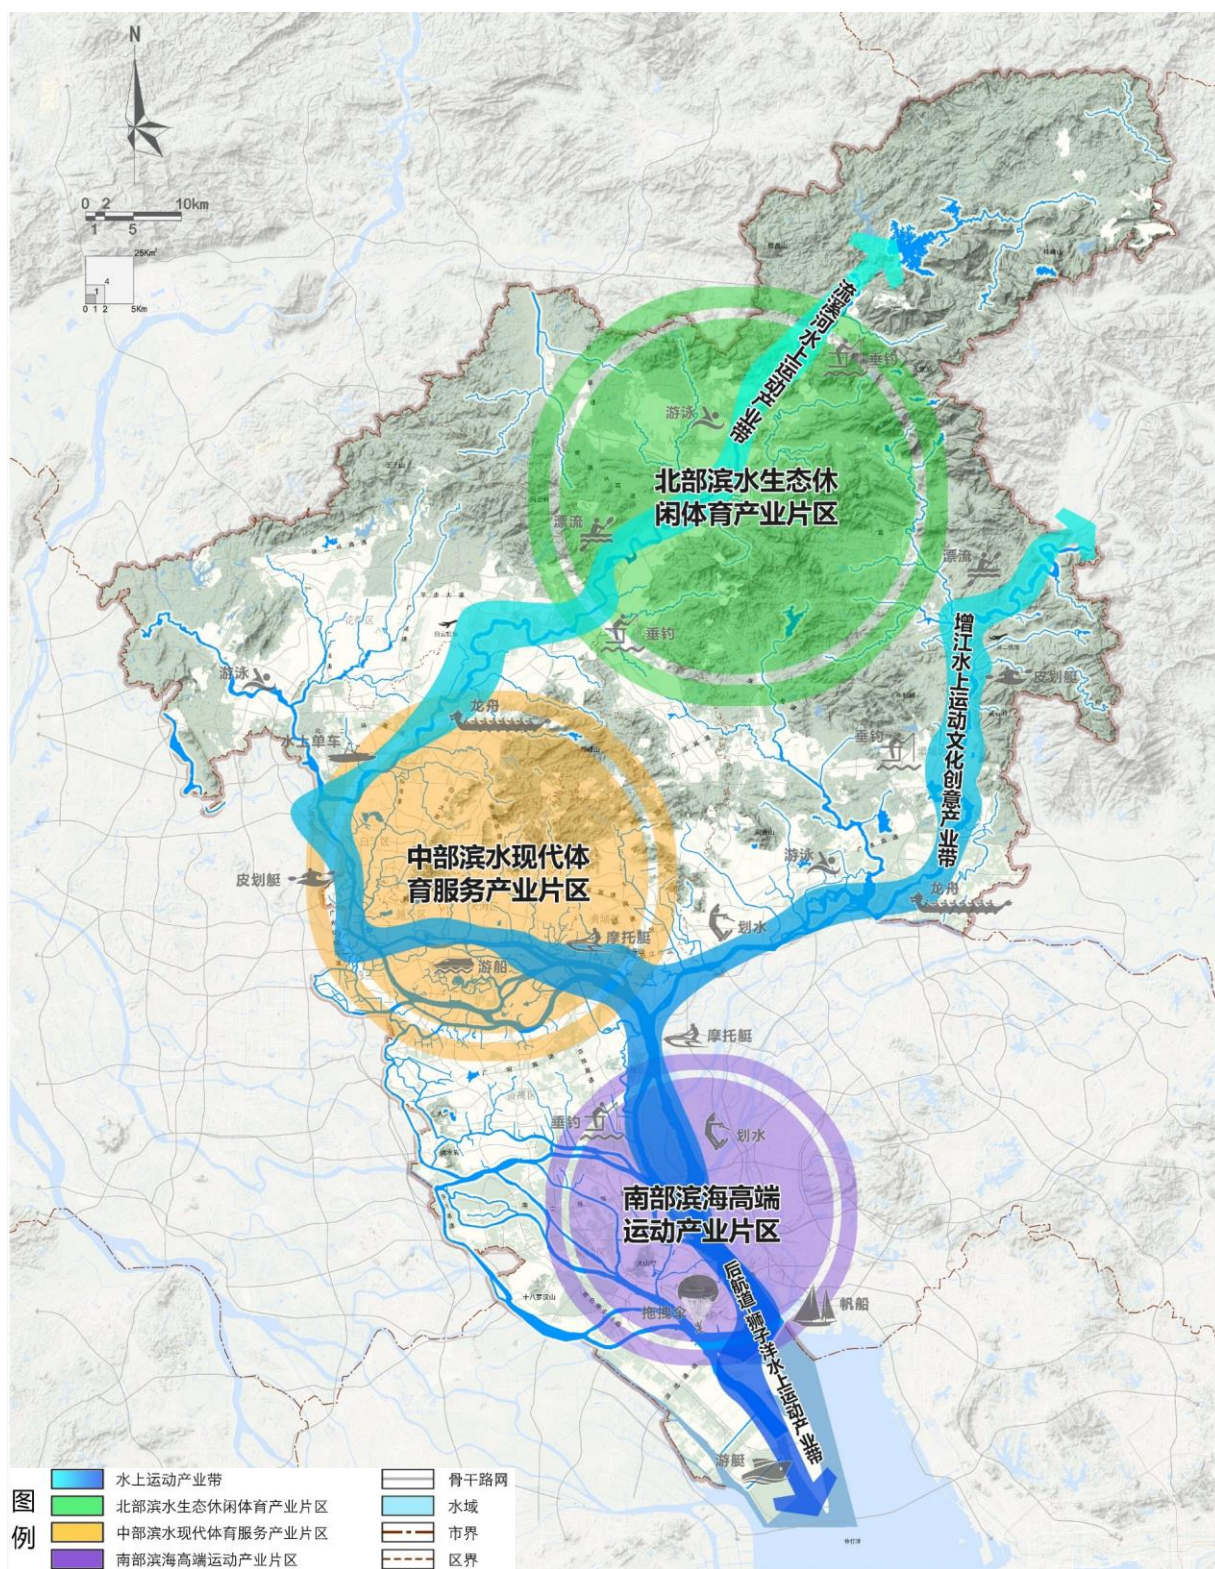 N
0 2 10km
1 5
25Km²
4
1
0 1 2 5Km
流溪河水上运动产业带
垂钓
游泳
北部滨水生态休
闲体育产业片区
漂流
漂流
垂钓
增江水上运动文化创意产业带
皮划艇
游泳
龙舟
水上单车
垂钓
中部滨水现代体
育服务产业片区
游泳
皮划艇
龙舟
划水
摩托艇
游船
摩托艇
垂钓
划水
南部滨海高端
运动产业片区
后航道-狮子洋水上运动产业带
十八罗汉山
拖拽伞
帆船
游艇
图例
水上运动产业带
北部滨水生态休闲体育产业片区
中部滨水现代体育服务产业片区
南部滨海高端运动产业片区
骨干路网
水域
市界
区界